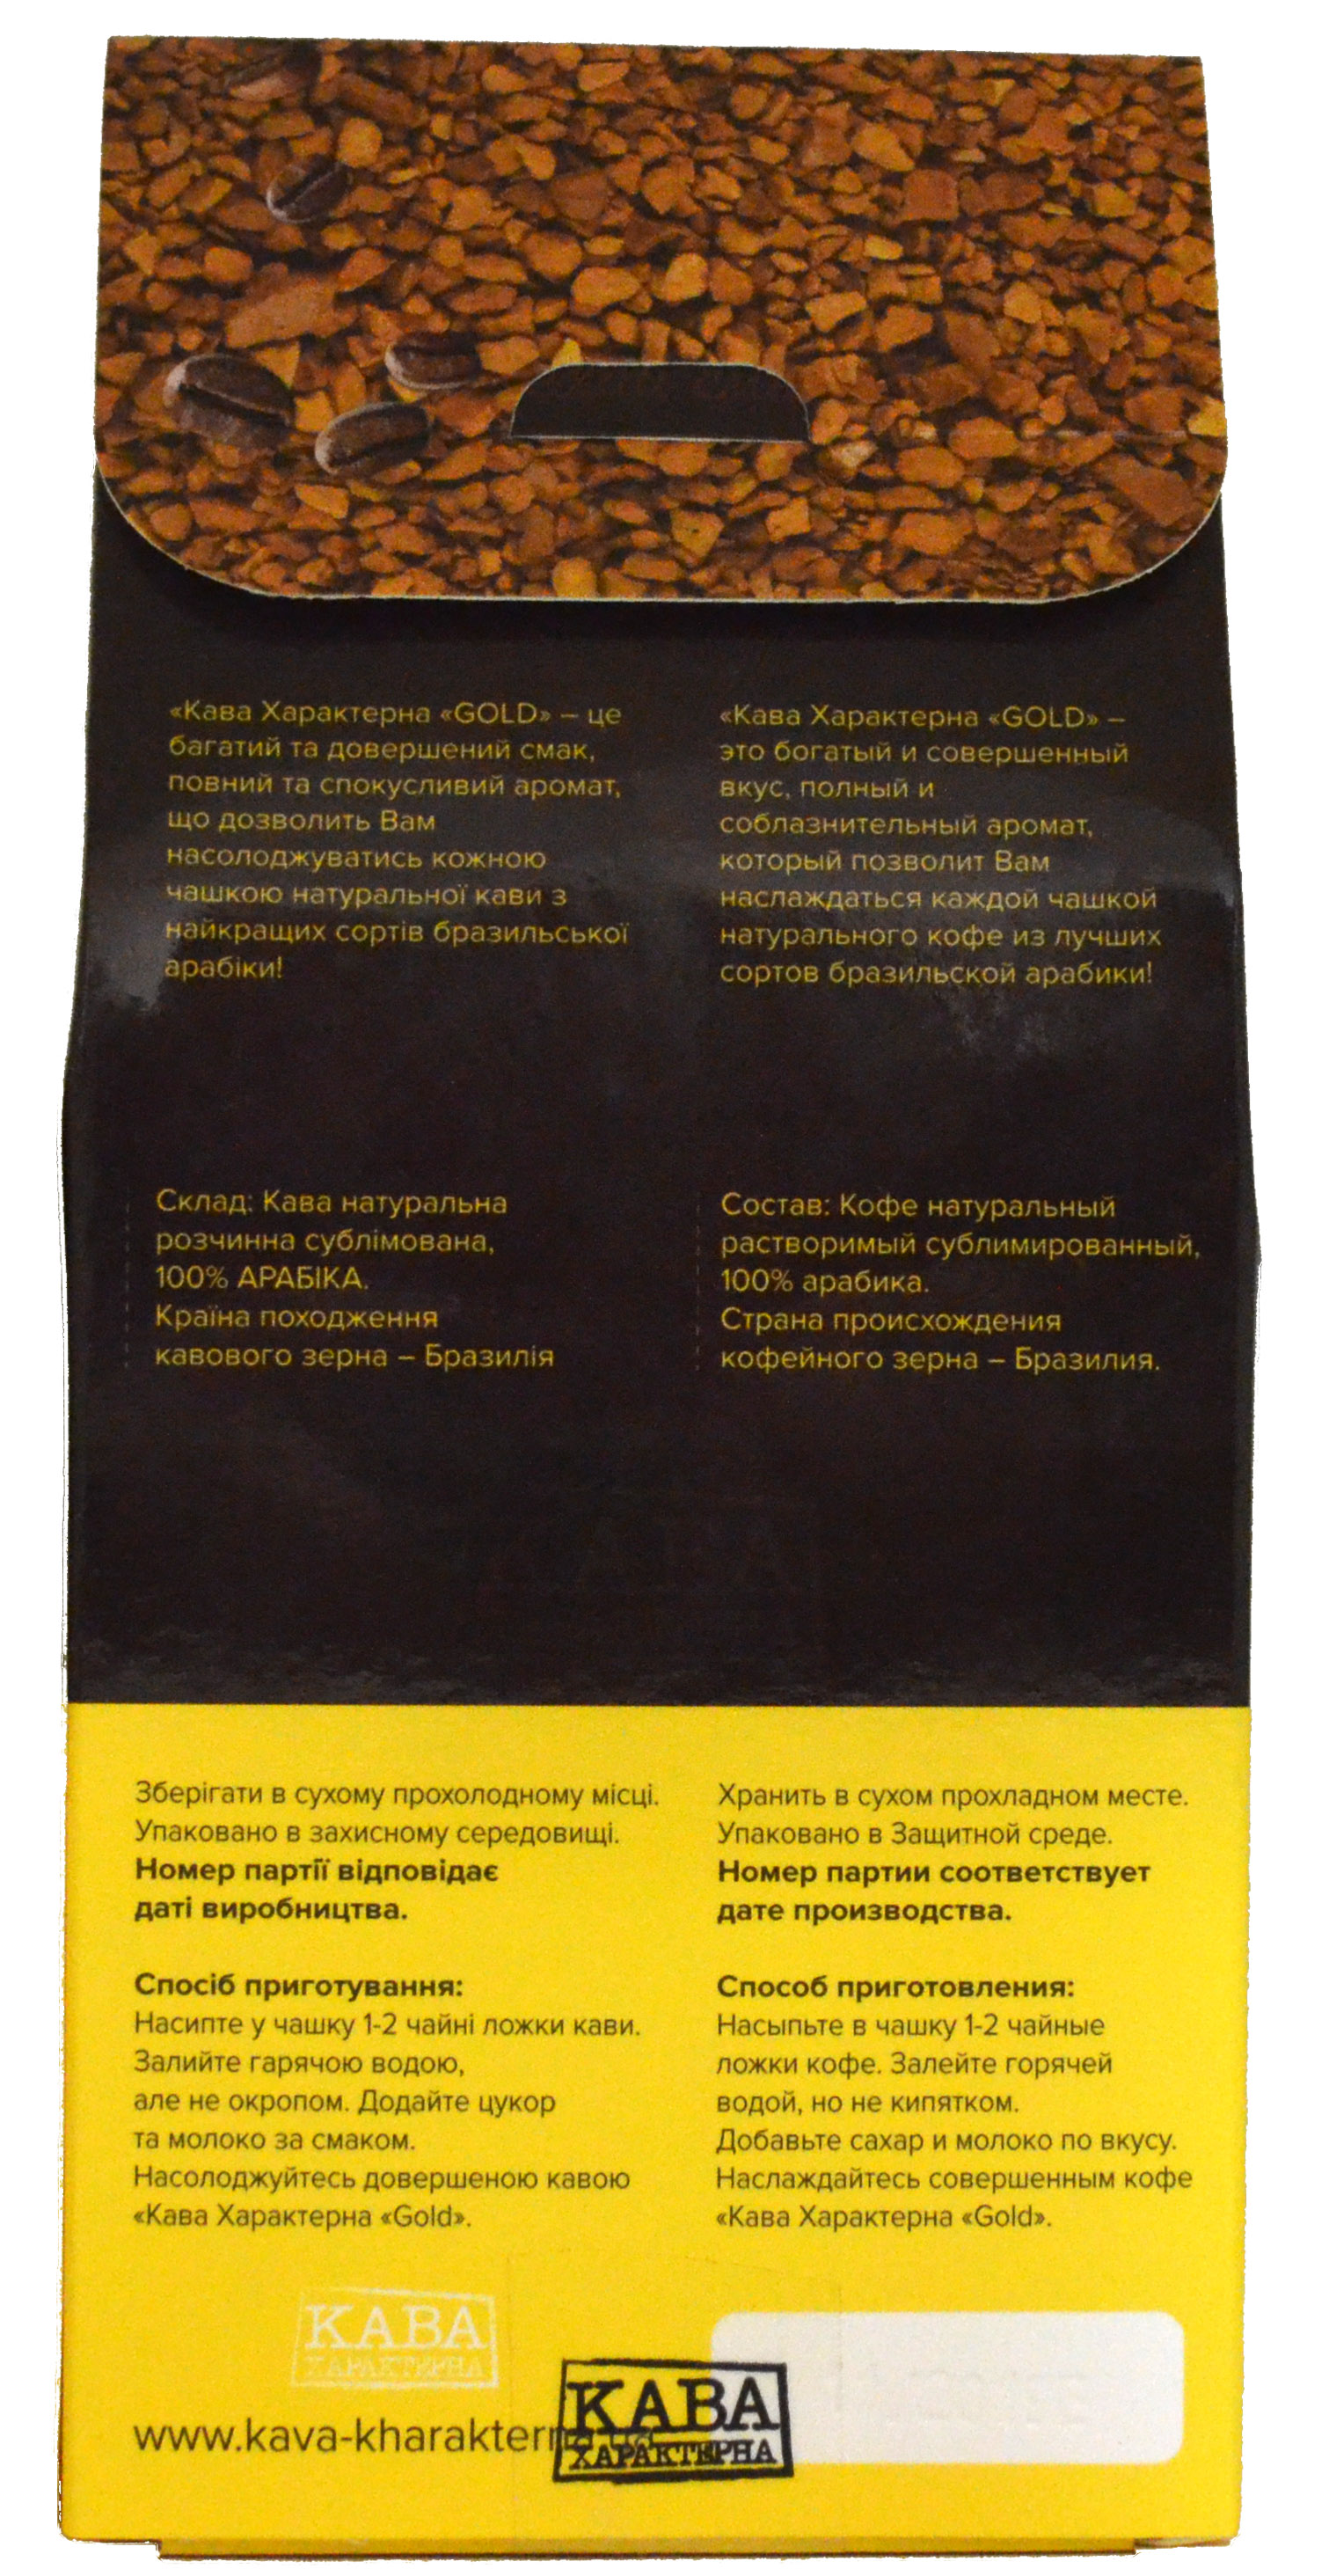 «Кава Характерна «GOLD» – це
багатий та довершений смак,
повний та спокусливий аромат,
що дозволить Вам
насолоджуватись кожною
чашкою натуральної кави з
найкращих сортів бразильської
арабіки!
«Кава Характерна «GOLD» –
это богатый и совершенный
вкус, полный и
соблазнительный аромат,
который позволит Вам
наслаждаться каждой чашкой
натурального кофе из лучших
сортов бразильской арабики!
Склад: Кава натуральна
розчинна сублімована,
100% АРАБІКА.
Країна походження
кавового зерна – Бразилія
Состав: Кофе натуральный
растворимый сублимированный,
100% арабика.
Страна происхождения
кофейного зерна – Бразилия.
Зберігати в сухому прохолодному місці.
Упаковано в захисному середовищі.
Номер партії відповідає
даті виробництва.
Спосіб приготування:
Насипте у чашку 1-2 чайні ложки кави.
Залийте гарячою водою,
але не окропом. Додайте цукор
та молоко за смаком.
Насолоджуйтесь довершеною кавою
«Кава Характерна «Gold».
Хранить в сухом прохладном месте.
Упаковано в Защитной среде.
Номер партии соответствует
дате производства.
Способ приготовления:
Насыпьте в чашку 1-2 чайные
ложки кофе. Залейте горячей
водой, но не кипятком.
Добавьте сахар и молоко по вкусу.
Наслаждайтесь совершенным кофе
«Кава Характерна «Gold».
КАВА
ХАРАКТЕРНА
www.kava-kharakterna.ua
КАВА
ХАРАКТЕРНА